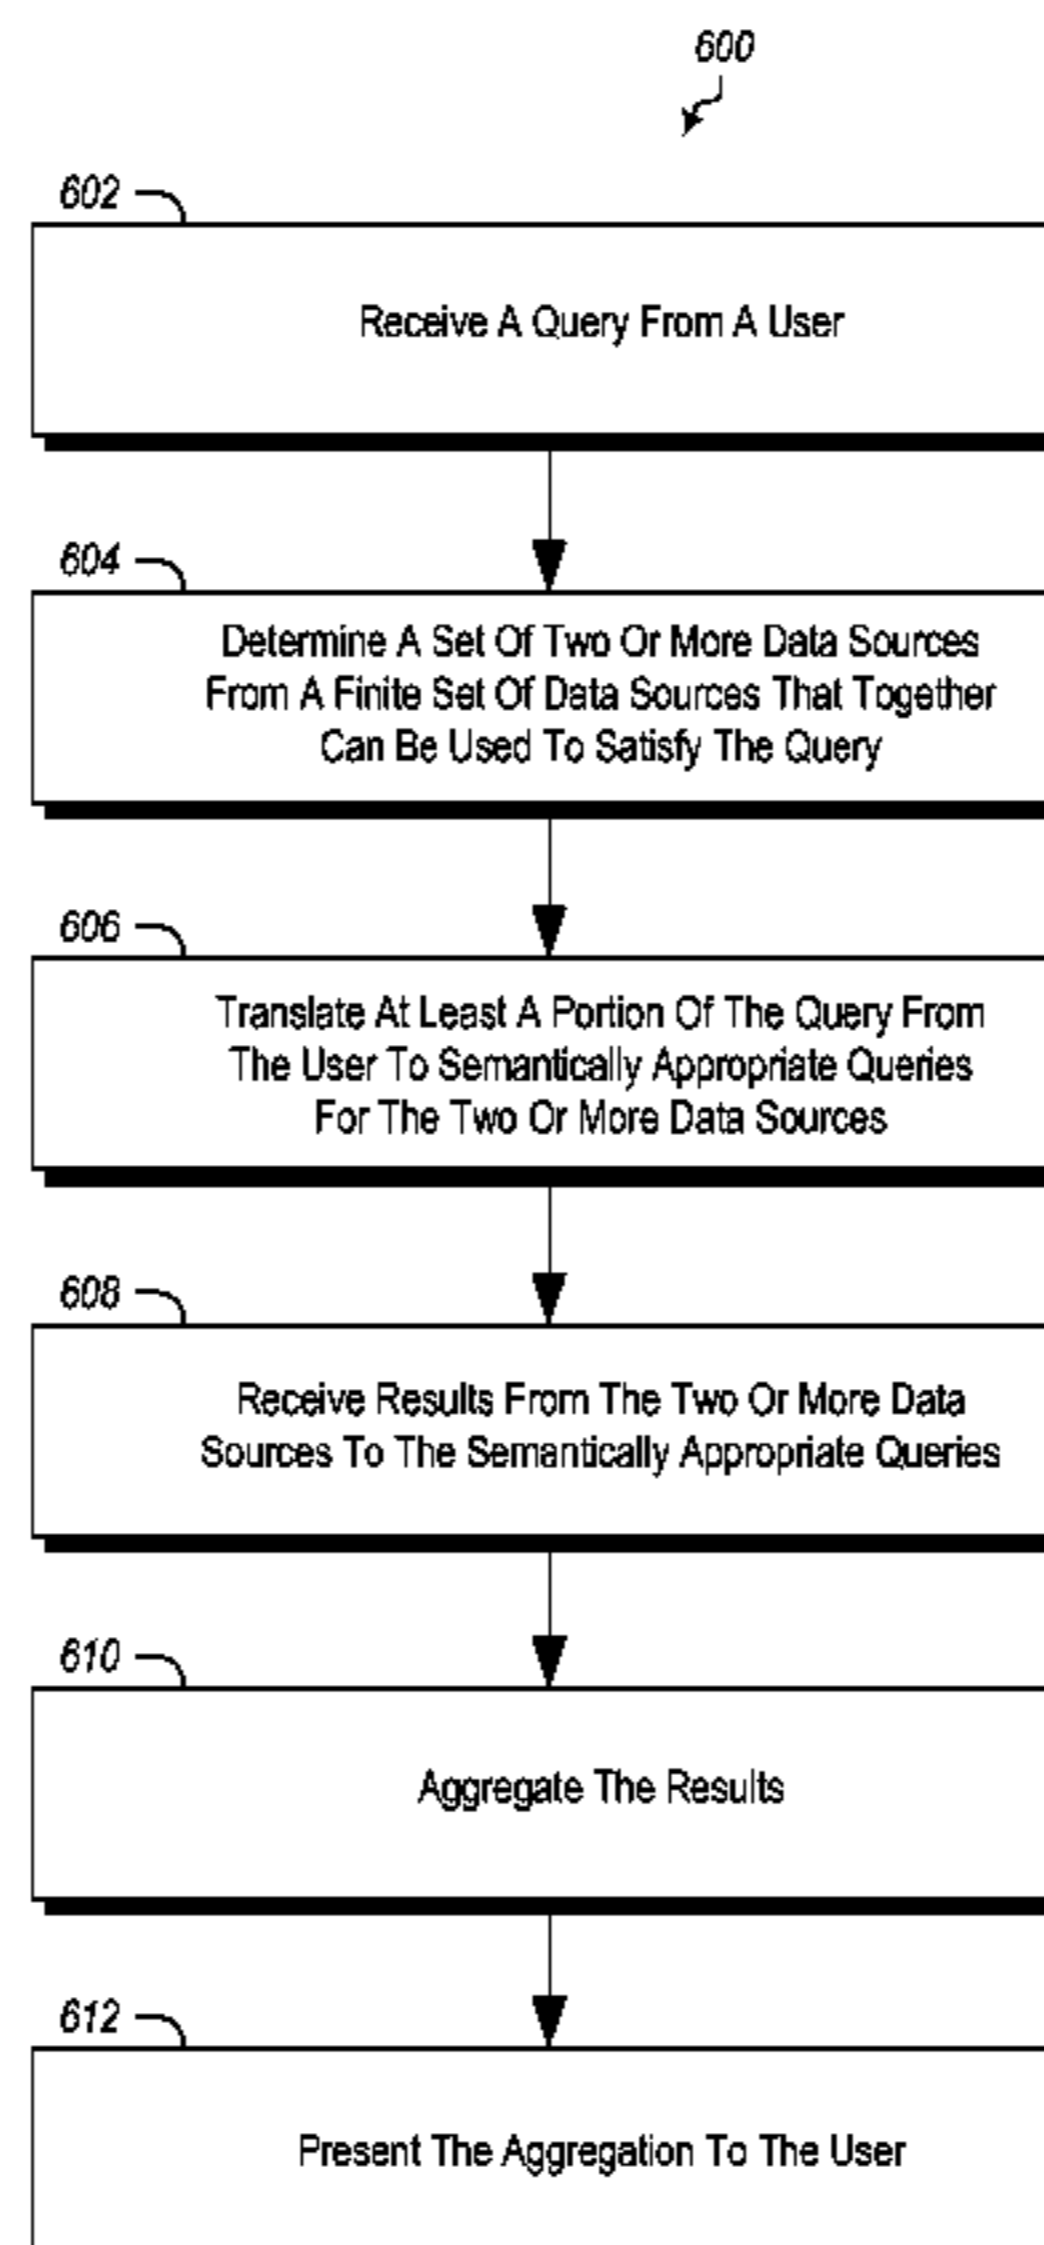 600
602
Receive A Query From A User
604
Determine A Set Of Two Or More Data Sources
From A Finite Set Of Data Sources That Together
Can Be Used To Satisfy The Query
606
Translate At Least A Portion Of The Query From
The User To Semantically Appropriate Queries
For The Two Or More Data Sources
608
Receive Results From The Two Or More Data
Sources To The Semantically Appropriate Queries
610
Aggregate The Results
612
Present The Aggregation To The User